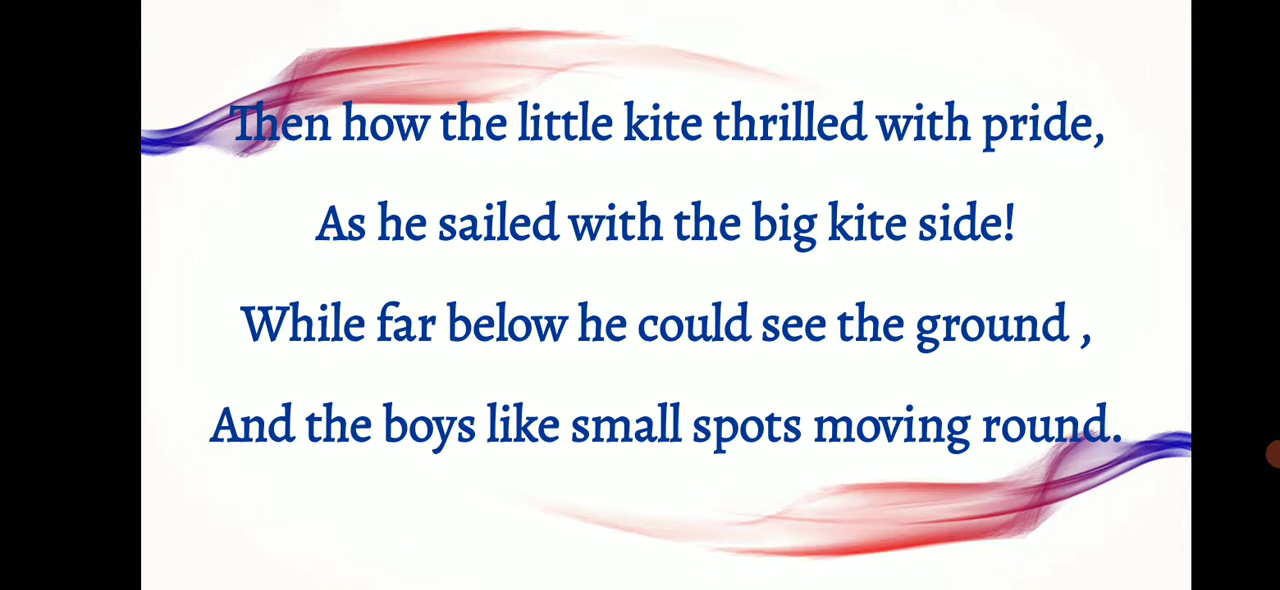 Then how the little kite thrilled with pride,
As he sailed with the big kite side!
While far below he could see the ground ,
And the boys like small spots moving round.